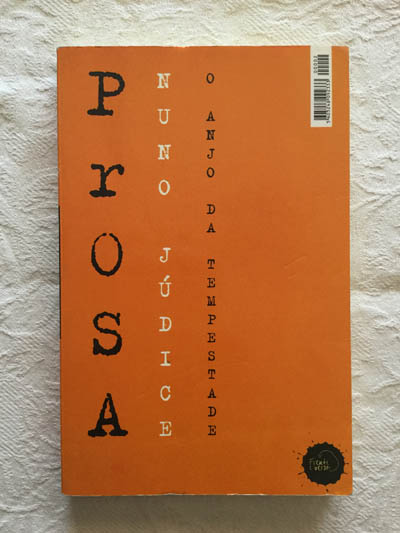 PrOSA
NUNO JÚDICE
O ANJO DA TEMPESTADE